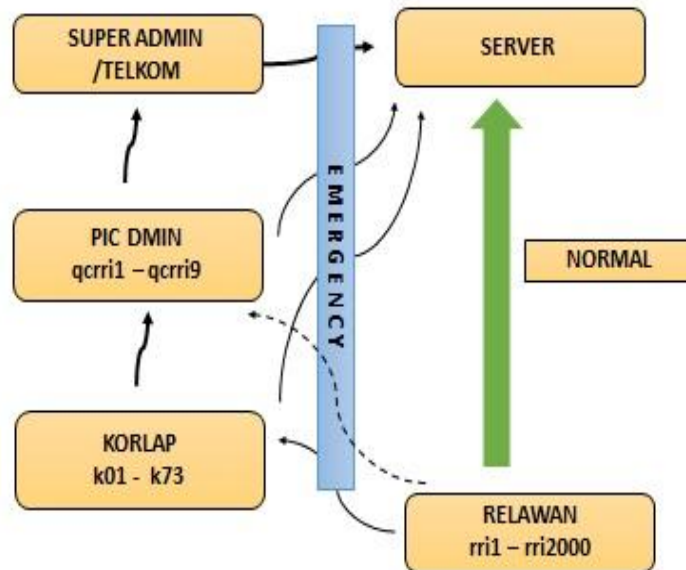 SUPER ADMIN
/TELKOM
SERVER
EMERGENCY
PIC DMIN
qcrri1 – qcrri9
NORMAL
KORLAP
k01 - k73
RELAWAN
rri1 – rri2000